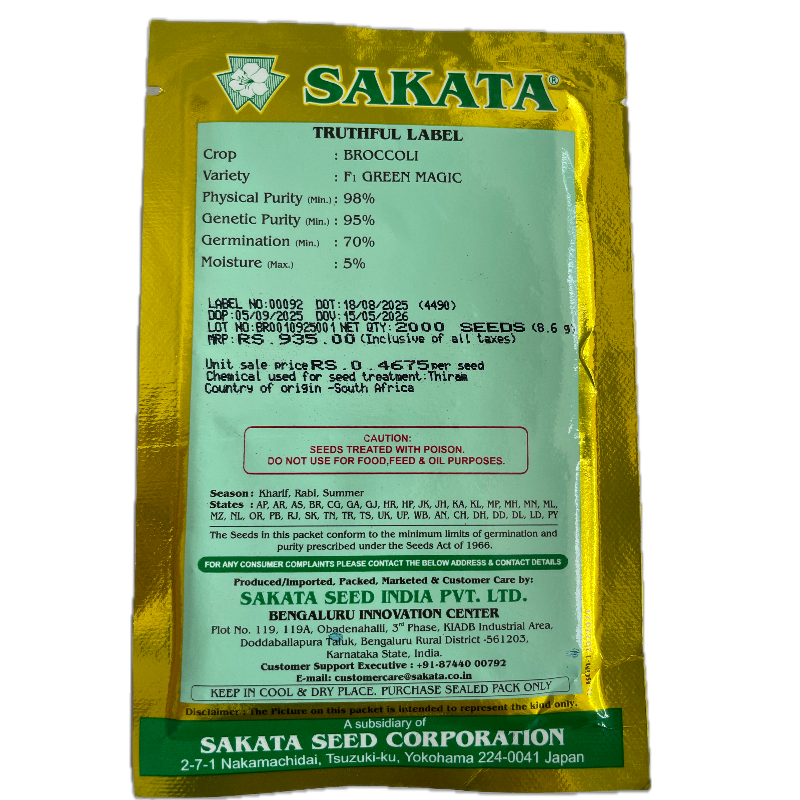 SAKATA®
TRUTHFUL LABEL
Crop : BROCCOLI
Variety : F1 GREEN MAGIC
Physical Purity (Min.) : 98%
Genetic Purity (Min.) : 95%
Germination (Min.) : 70%
Moisture (Max.) : 5%
LABEL NO:00092 DOT:18/08/2025 (4490)
DOP:05/09/2025 DOV:15/05/2026
LOT NO:BR0010925001 NET QTY:2000 SEEDS (8.6 g)
MRP:RS.935.00 (Inclusive of all taxes)
Unit sale price RS.0.4675 per seed
Chemical used for seed treatment:Thiram
Country of origin -South Africa
CAUTION:
SEEDS TREATED WITH POISON.
DO NOT USE FOR FOOD,FEED & OIL PURPOSES.
Season : Kharif, Rabi, Summer
States : AP, AR, AS, BR, CG, GA, GJ, HR, HP, JK, JH, KA, KL, MP, MH, MN, ML,
MZ, NL, OR, PB, RJ, SK, TN, TR, TS, UK, UP, WB, AN, CH, DH, DD, DL, LD, PY
The Seeds in this packet conform to the minimum limits of germination and
purity prescribed under the Seeds Act of 1966.
FOR ANY CONSUMER COMPLAINTS PLEASE CONTACT THE BELOW ADDRESS & CONTACT DETAILS
Produced/Imported, Packed, Marketed & Customer Care by:
SAKATA SEED INDIA PVT. LTD.
BENGALURU INNOVATION CENTER
Plot No. 119, 119A, Obadenahalli, 3rd Phase, KIADB Industrial Area,
Doddaballapura Taluk, Bengaluru Rural District -561203,
Karnataka State, India.
Customer Support Executive : +91-87440 00792
E-mail: customercare@sakata.co.in
KEEP IN COOL & DRY PLACE. PURCHASE SEALED PACK ONLY
Disclaimer : The Picture on this packet is intended to represent the kind only.
A subsidiary of
SAKATA SEED CORPORATION
2-7-1 Nakamachidai, Tsuzuki-ku, Yokohama 224-0041 Japan